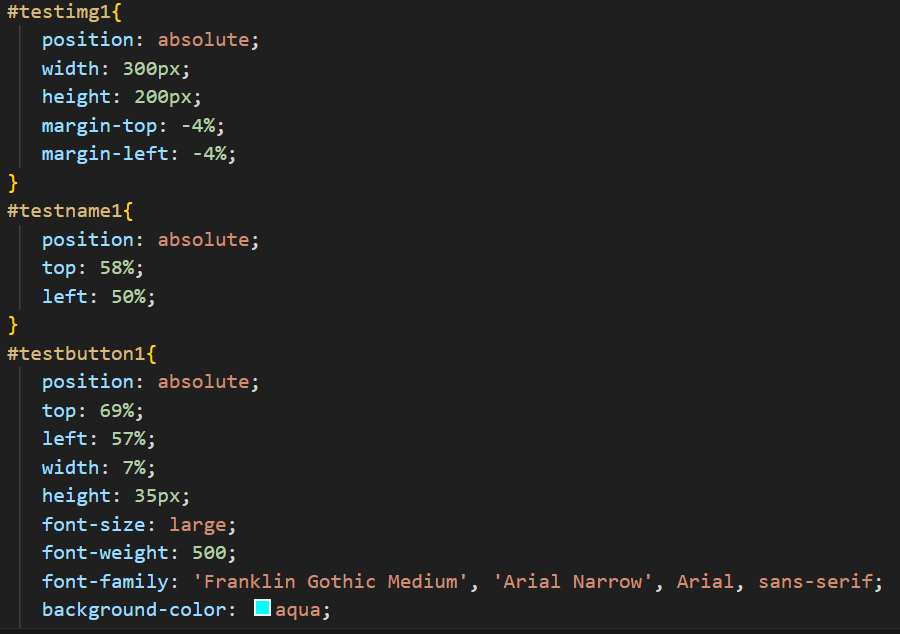 #testimg1{
position: absolute;
width: 300px;
height: 200px;
margin-top: -4%;
margin-left: -4%;
}
#testname1{
position: absolute;
top: 58%;
left: 50%;
}
#testbutton1{
position: absolute;
top: 69%;
left: 57%;
width: 7%;
height: 35px;
font-size: large;
font-weight: 500;
font-family: 'Franklin Gothic Medium', 'Arial Narrow', Arial, sans-serif;
background-color: aqua;